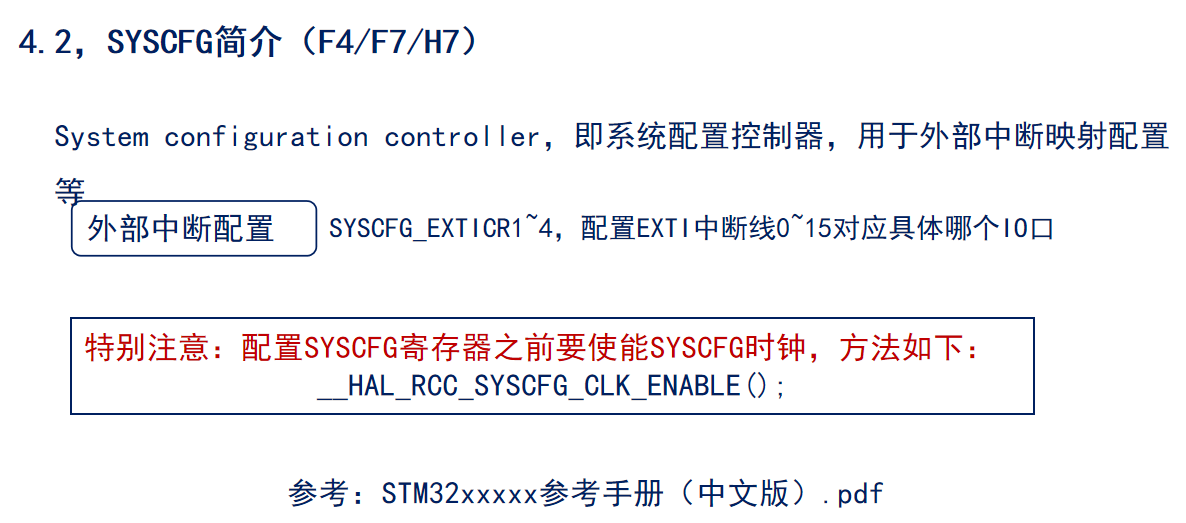 4.2，SYSCFG简介（F4/F7/H7）
System configuration controller，即系统配置控制器，用于外部中断映射配置
等
外部中断配置 SYSCFG_EXTICR1~4，配置EXTI中断线0~15对应具体哪个IO口
特别注意：配置SYSCFG寄存器之前要使能SYSCFG时钟，方法如下：
__HAL_RCC_SYSCFG_CLK_ENABLE();
参考：STM32xxxxx参考手册（中文版）.pdf